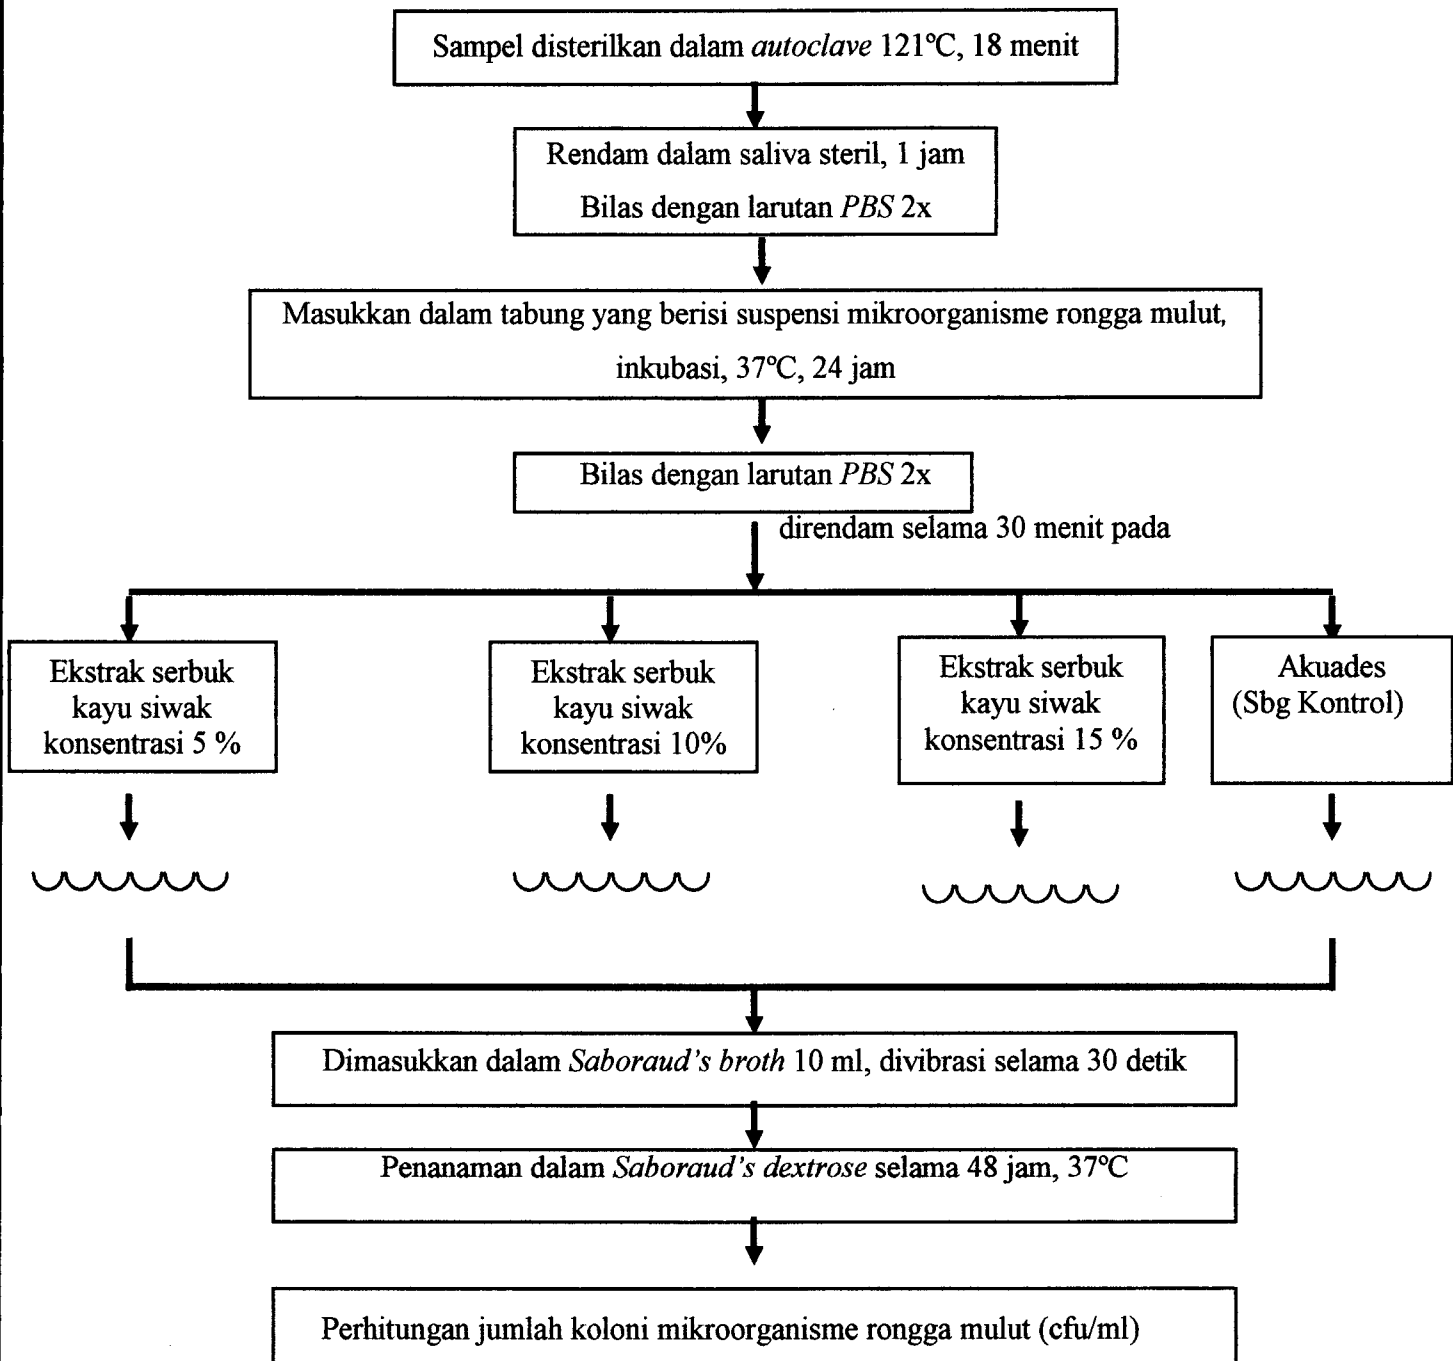 Sampel disterilkan dalam autoclave 121ºC, 18 menit
Rendam dalam saliva steril, 1 jam
Bilas dengan larutan PBS 2x
Masukkan dalam tabung yang berisi suspensi mikroorganisme rongga mulut,
inkubasi, 37ºC, 24 jam
Bilas dengan larutan PBS 2x
direndam selama 30 menit pada
Ekstrak serbuk
kayu siwak
konsentrasi 5 %
Ekstrak serbuk
kayu siwak
konsentrasi 10%
Ekstrak serbuk
kayu siwak
konsentrasi 15 %
Akuades
(Sbg Kontrol)
Dimasukkan dalam Saboraud's broth 10 ml, divibrasi selama 30 detik
Penanaman dalam Saboraud's dextrose selama 48 jam, 37ºC
Perhitungan jumlah koloni mikroorganisme rongga mulut (cfu/ml)